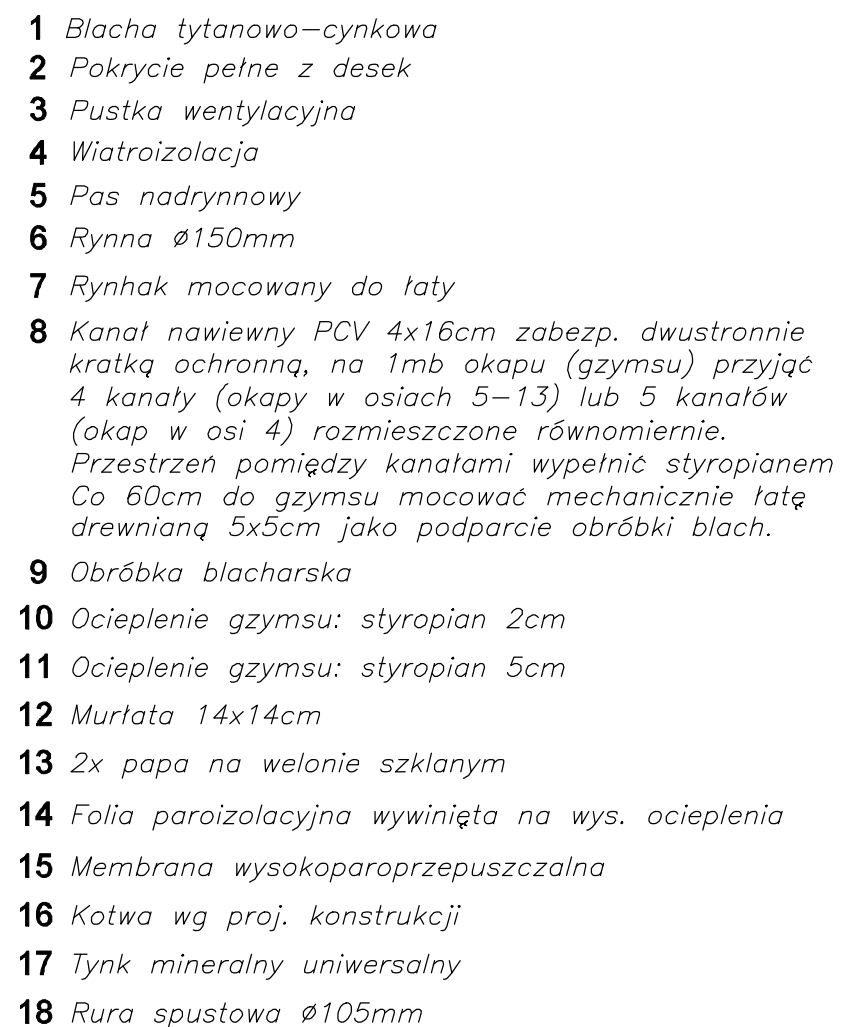 1 Blacha tytanowo-cynkowa
2 Pokrycie pełne z desek
3 Pustka wentylacyjna
4 Wiatroizolacja
5 Pas nadrynnowy
6 Rynna ø150mm
7 Rynhak mocowany do łaty
8 Kanał nawiewny PCV 4x16cm zabezp. dwustronnie
kratką ochronną, na 1mb okapu (gzymsu) przyjąć
4 kanały (okapy w osiach 5-13) lub 5 kanałów
(okap w osi 4) rozmieszczone równomiernie.
Przestrzeń pomiędzy kanałami wypełnić styropianem
Co 60cm do gzymsu mocować mechanicznie łatę
drewnianą 5x5cm jako podparcie obróbki blach.
9 Obróbka blacharska
10 Ocieplenie gzymsu: styropian 2cm
11 Ocieplenie gzymsu: styropian 5cm
12 Murłata 14x14cm
13 2x papa na welonie szklanym
14 Folia paroizolacyjna wywinięta na wys. ocieplenia
15 Membrana wysokoparoprzepuszczalna
16 Kotwa wg proj. konstrukcji
17 Tynk mineralny uniwersalny
18 Rura spustowa ø105mm